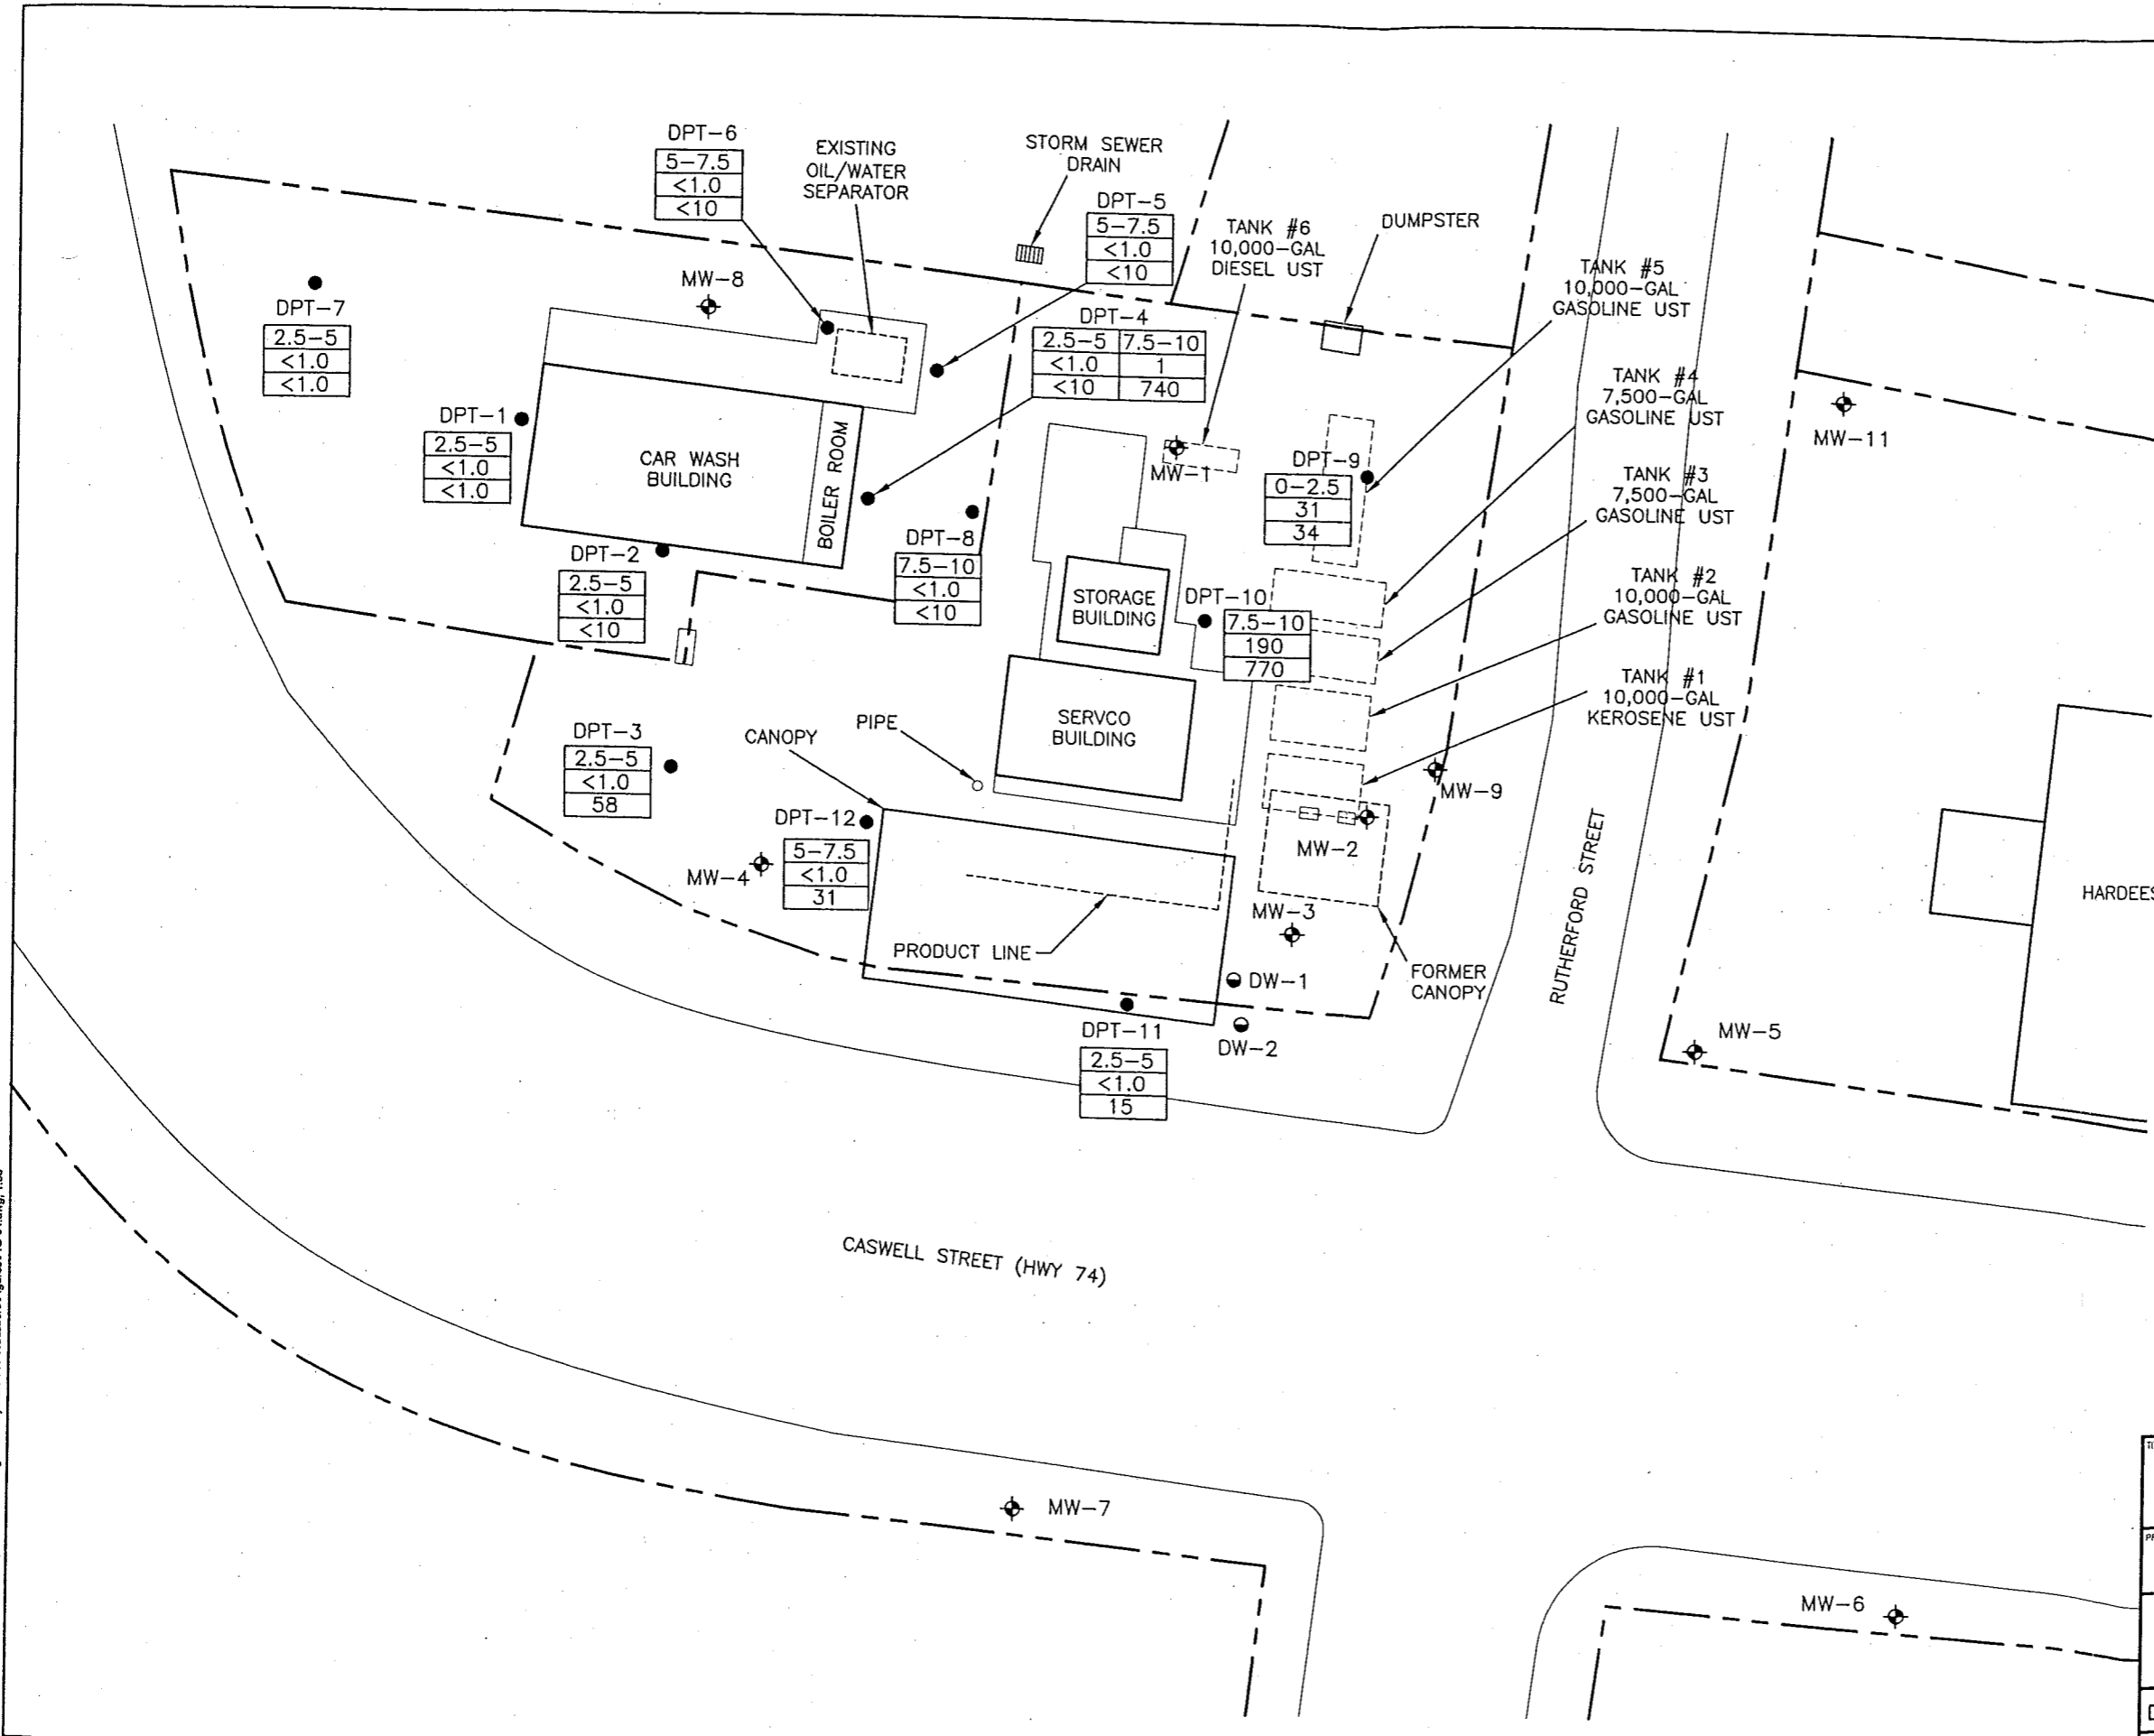 DPT-6
5-7.5
<1.0
<10
EXISTING
OIL/WATER
SEPARATOR
STORM SEWER
DRAIN
DPT-5
5-7.5
<1.0
<10
TANK #6
10,000-GAL
DIESEL UST
DUMPSTER
TANK #5
10,000-GAL
GASOLINE UST
MW-8
DPT-7
2.5-5
<1.0
<1.0
DPT-4
2.5-5 7.5-10
<1.0 1
<10 740
TANK #4
7,500-GAL
GASOLINE UST
MW-11
DPT-1
2.5-5
<1.0
<1.0
CAR WASH
BUILDING
BOILER ROOM
MW-1
DPT-9
0-2.5
31
34
TANK #3
7,500-GAL
GASOLINE UST
DPT-2
2.5-5
<1.0
<10
DPT-8
7.5-10
<1.0
<10
STORAGE
BUILDING
DPT-10
7.5-10
190
770
TANK #2
10,000-GAL
GASOLINE UST
TANK #1
10,000-GAL
KEROSENE UST
DPT-3
2.5-5
<1.0
58
CANOPY
PIPE
SERVCO
BUILDING
MW-9
DPT-12
5-7.5
<1.0
31
MW-4
MW-2
RUTHERFORD STREET
HARDEES
MW-3
PRODUCT LINE
FORMER
CANOPY
DW-1
DPT-11
2.5-5
<1.0
15
DW-2
MW-5
CASWELL STREET (HWY 74)
MW-7
MW-6